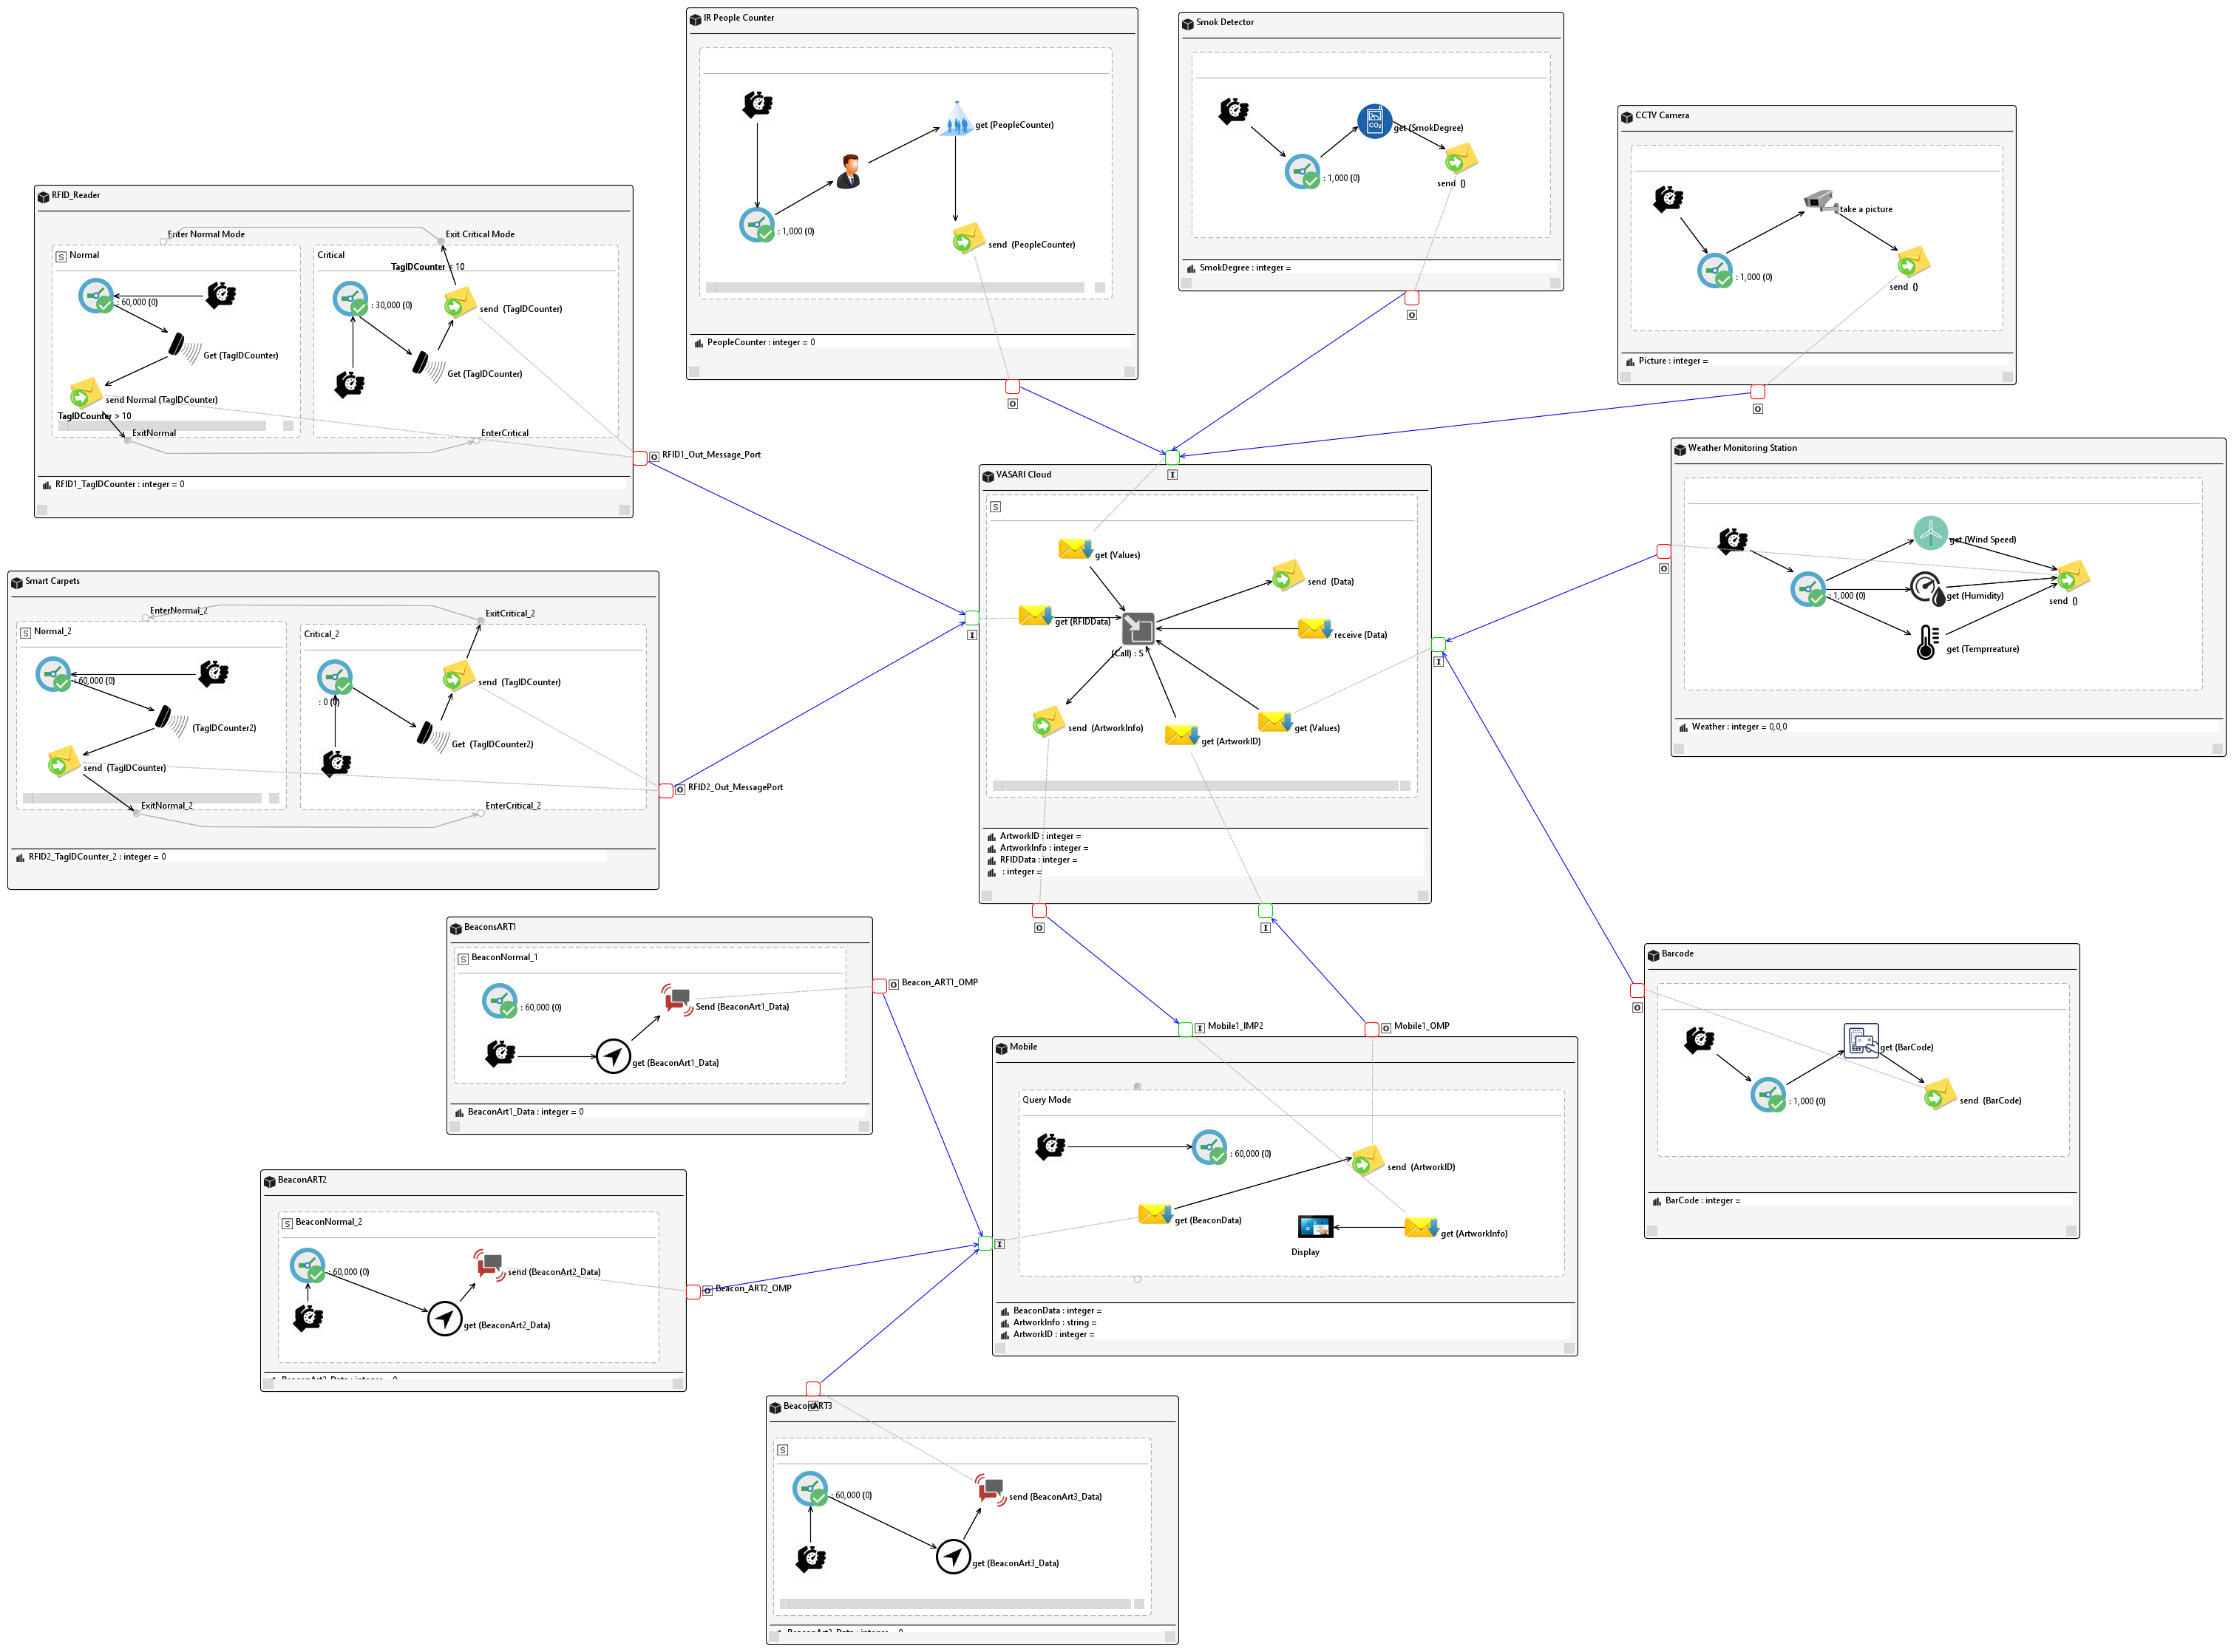 IR People Counter
get (PeopleCounter)
: 1,000 (0)
send (PeopleCounter)
PeopleCounter : integer = 0
O
Smok Detector
get (SmokDegree)
: 1,000 (0)
send ()
SmokDegree : integer =
O
CCTV Camera
take a picture
: 1,000 (0)
send ()
Picture : integer =
O
RFID_Reader
Enter Normal Mode
Exit Critical Mode
S Normal
Critical
TagIDCounter < 10
: 60,000 (0)
: 30,000 (0)
send (TagIDCounter)
Get (TagIDCounter)
Get (TagIDCounter)
send Normal (TagIDCounter)
TagIDCounter > 10
ExitNormal
EnterCritical
O RFID1_Out_Message_Port
RFID1_TagIDCounter : integer = 0
Smart Carpets
EnterNormal_2
ExitCritical_2
S Normal_2
Critical_2
: 60,000 (0)
send (TagIDCounter)
: 0 (0)
(TagIDCounter2)
Get (TagIDCounter2)
send (TagIDCounter)
ExitNormal_2
EnterCritical_2
O RFID2_Out_MessagePort
RFID2_TagIDCounter_2 : integer = 0
I
VASARI Cloud
S
get (Values)
send (Data)
get (RFIDData)
receive (Data)
I
(Call) : S
I
send (ArtworkInfo)
get (ArtworkID)
get (Values)
ArtworkID : integer =
ArtworkInfo : integer =
RFIDData : integer =
: integer =
O
I
Weather Monitoring Station
get (Wind Speed)
O
: 1,000 (0)
get (Humidity)
send ()
get (Temprreature)
Weather : integer = 0,0,0
Barcode
O
get (BarCode)
: 1,000 (0)
send (BarCode)
BarCode : integer =
BeaconsART1
S BeaconNormal_1
O Beacon_ART1_OMP
: 60,000 (0)
Send (BeaconArt1_Data)
get (BeaconArt1_Data)
BeaconArt1_Data : integer = 0
I Mobile1_IMP2
O Mobile1_OMP
Mobile
Query Mode
: 60,000 (0)
send (ArtworkID)
get (BeaconData)
get (ArtworkInfo)
Display
I
BeaconData : integer =
ArtworkInfo : string =
ArtworkID : integer =
BeaconART2
S BeaconNormal_2
: 60,000 (0)
send (BeaconArt2_Data)
O Beacon_ART2_OMP
get (BeaconArt2_Data)
BeaconArt2_Data : integer = 0
O
BeaconART3
S
: 60,000 (0)
send (BeaconArt3_Data)
get (BeaconArt3_Data)
BeaconArt3_Data : integer = 0